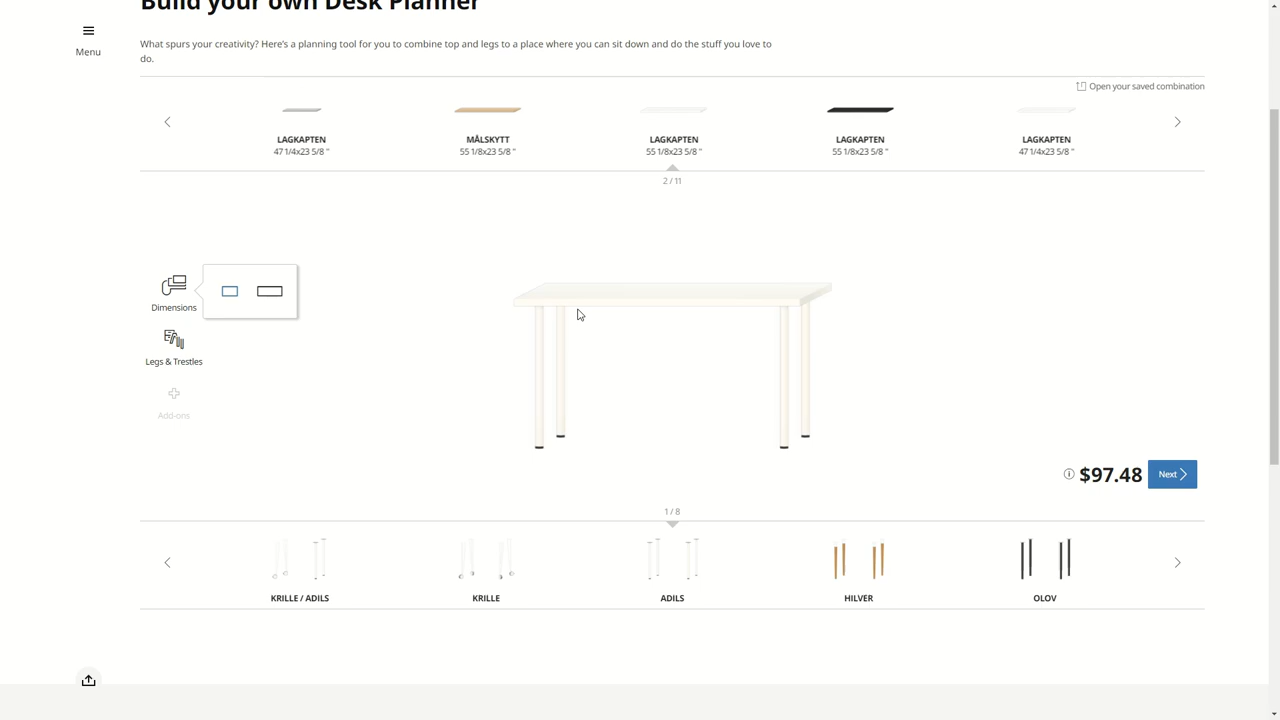 Build your own Desk Planner
Menu
What spurs your creativity? Here's a planning tool for you to combine top and legs to a place where you can sit down and do the stuff you love to
do.
Open your saved combination
LAGKAPTEN
47 1/4x23 5/8 "
MÅLSKYTT
55 1/8x23 5/8 "
LAGKAPTEN
55 1/8x23 5/8 "
LAGKAPTEN
55 1/8x23 5/8 "
LAGKAPTEN
47 1/4x23 5/8 "
2 / 11
Dimensions
Legs & Trestles
Add-ons
$97.48
Next
1 / 8
KRILLE / ADILS
KRILLE
ADILS
HILVER
OLOV